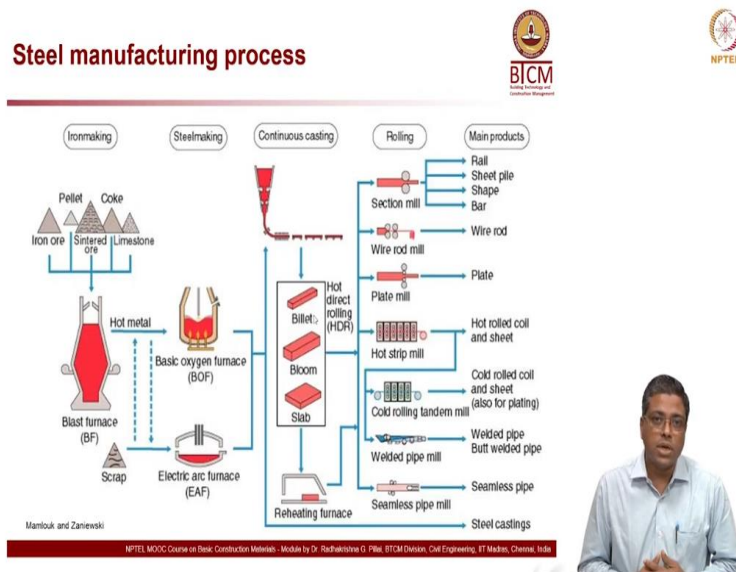 Steel manufacturing process
BTCM
Building Technology and
Construction Management
NPTEL
Ironmaking
Steelmaking
Continuous casting
Rolling
Main products
Pellet
Coke
Iron ore
Sintered
ore
Limestone
Hot metal
Blast furnace
(BF)
Scrap
Basic oxygen furnace
(BOF)
Electric arc furnace
(EAF)
Billet
Bloom
Slab
Hot
direct
rolling
(HDR)
Reheating furnace
Section mill
Wire rod mill
Plate mill
Hot strip mill
Cold rolling tandem mill
Welded pipe mill
Seamless pipe mill
Rail
Sheet pile
Shape
Bar
Wire rod
Plate
Hot rolled coil
and sheet
Cold rolled coil
and sheet
(also for plating)
Welded pipe
Butt welded pipe
Seamless pipe
Steel castings
Mamlouk and Zaniewski
NPTEL MOOC Course on Basic Construction Materials - Module by Dr. Radhakrishna G. Pillai, BTCM Division, Civil Engineering, IIT Madras, Chennai, India